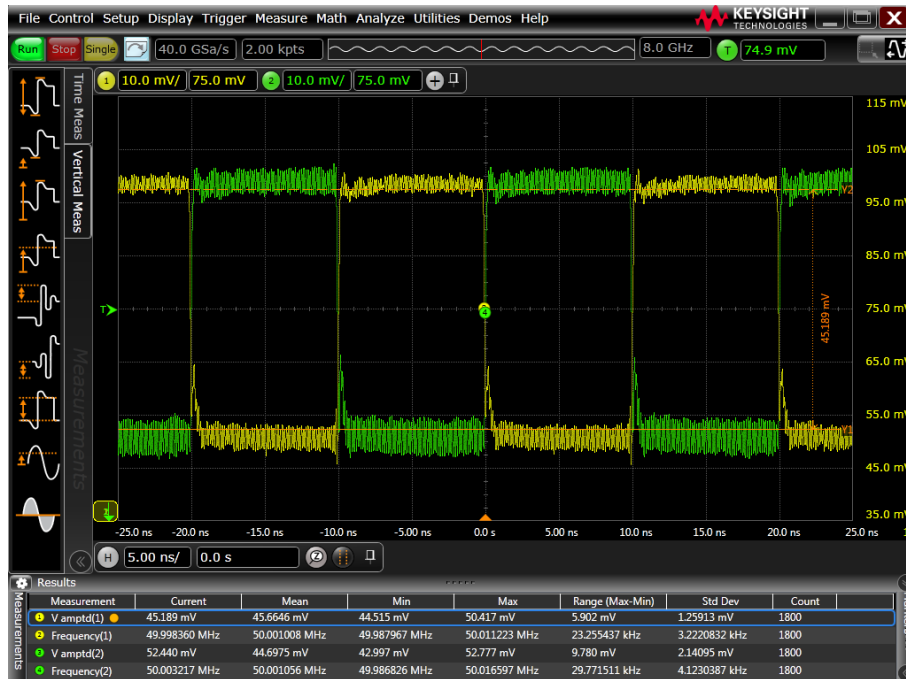 File Control Setup Display Trigger Measure Math Analyze Utilities Demos Help
KEYSIGHT
TECHNOLOGIES
Run Stop Single 40.0 GSa/s 2.00 kpts 8.0 GHz T 74.9 mV
1 10.0 mV/ 75.0 mV 2 10.0 mV/ 75.0 mV
Time Meas
Vertical Meas
Measurements
115 mV
105 mV
95.0 mV
85.0 mV
75.0 mV
65.0 mV
55.0 mV
45.0 mV
35.0 mV
Y2
45.189 mV
Y1
T
4
-25.0 ns -20.0 ns -15.0 ns -10.0 ns -5.00 ns 0.0 s 5.00 ns 10.0 ns 15.0 ns 20.0 ns 25.0 ns
H 5.00 ns/ 0.0 s
Results
Measurements
Measurement Current Mean Min Max Range (Max-Min) Std Dev Count
1 V amptd(1) 45.189 mV 45.6646 mV 44.515 mV 50.417 mV 5.902 mV 1.25913 mV 1800
2 Frequency(1) 49.998360 MHz 50.001008 MHz 49.987967 MHz 50.011223 MHz 23.255437 kHz 3.2220832 kHz 1800
3 V amptd(2) 52.440 mV 44.6975 mV 42.997 mV 52.777 mV 9.780 mV 2.14095 mV 1800
4 Frequency(2) 50.003217 MHz 50.001056 MHz 49.986826 MHz 50.016597 MHz 29.771511 kHz 4.1230387 kHz 1800